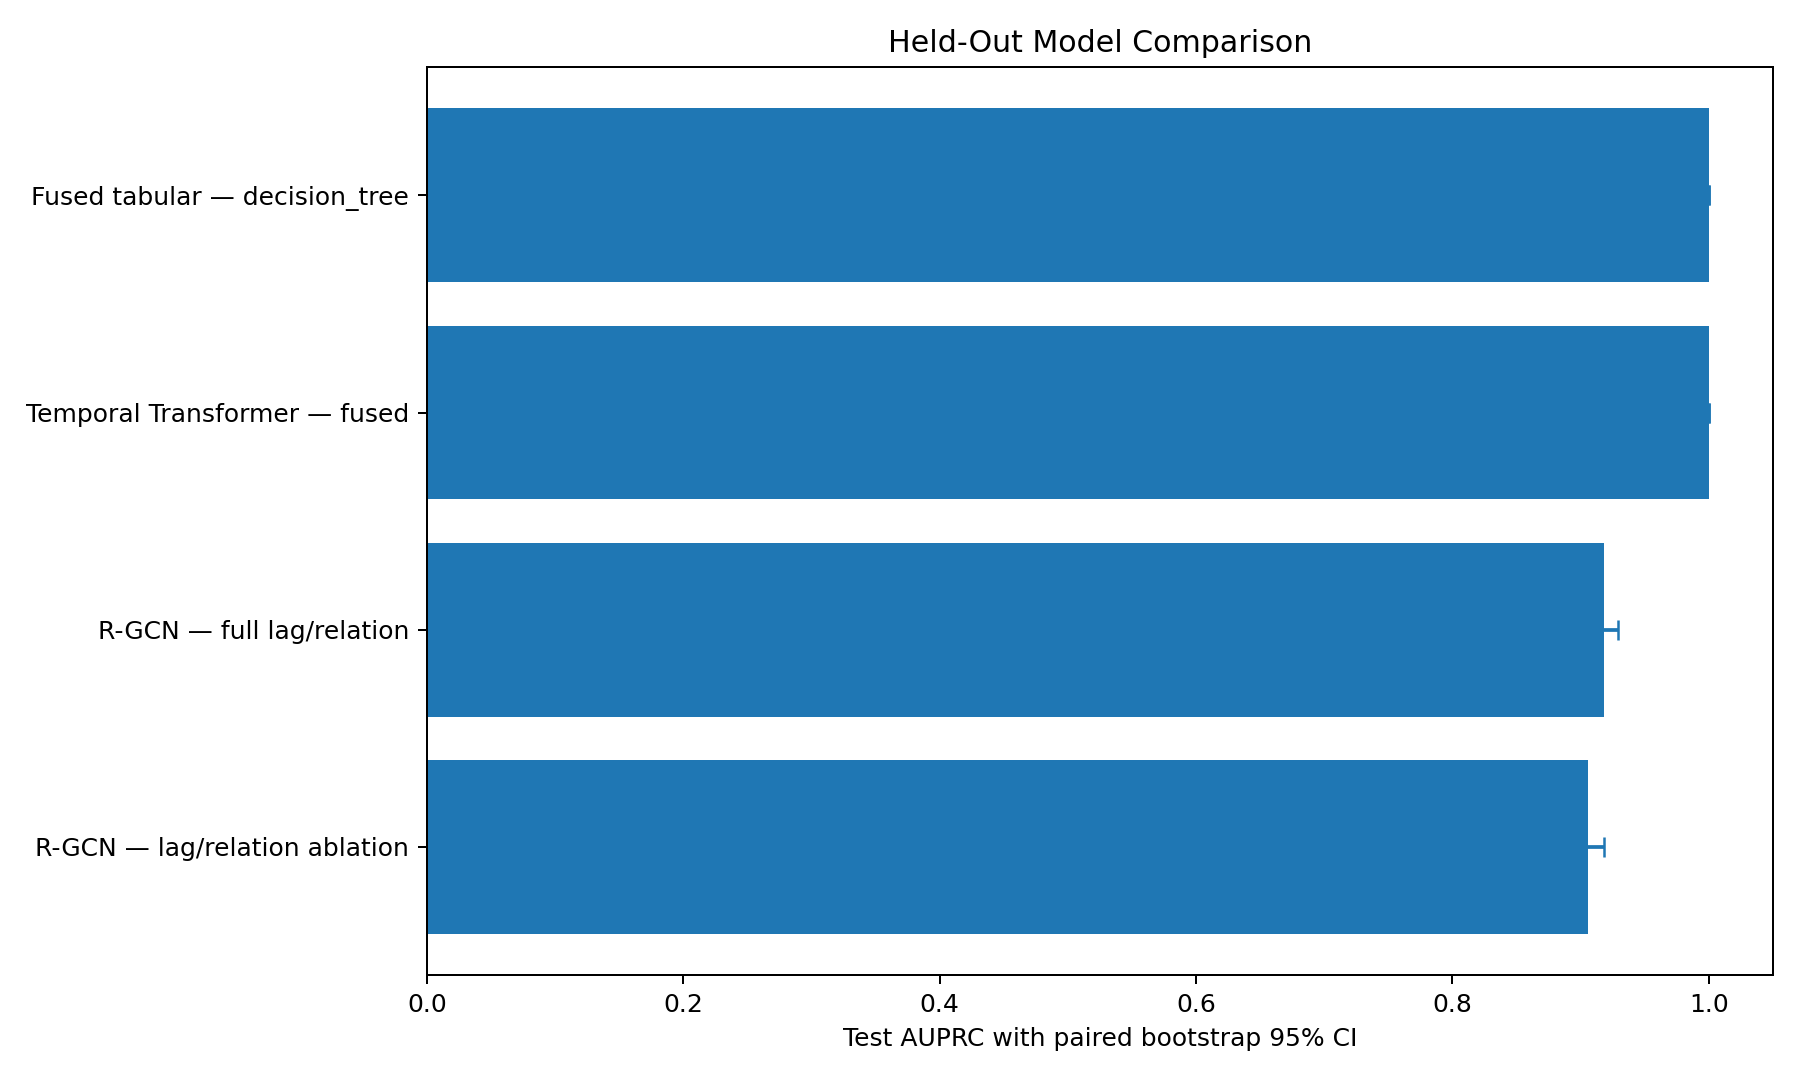 Held-Out Model Comparison
Fused tabular — decision_tree
Temporal Transformer — fused
R-GCN — full lag/relation
R-GCN — lag/relation ablation
0.0 0.2 0.4 0.6 0.8 1.0
Test AUPRC with paired bootstrap 95% CI